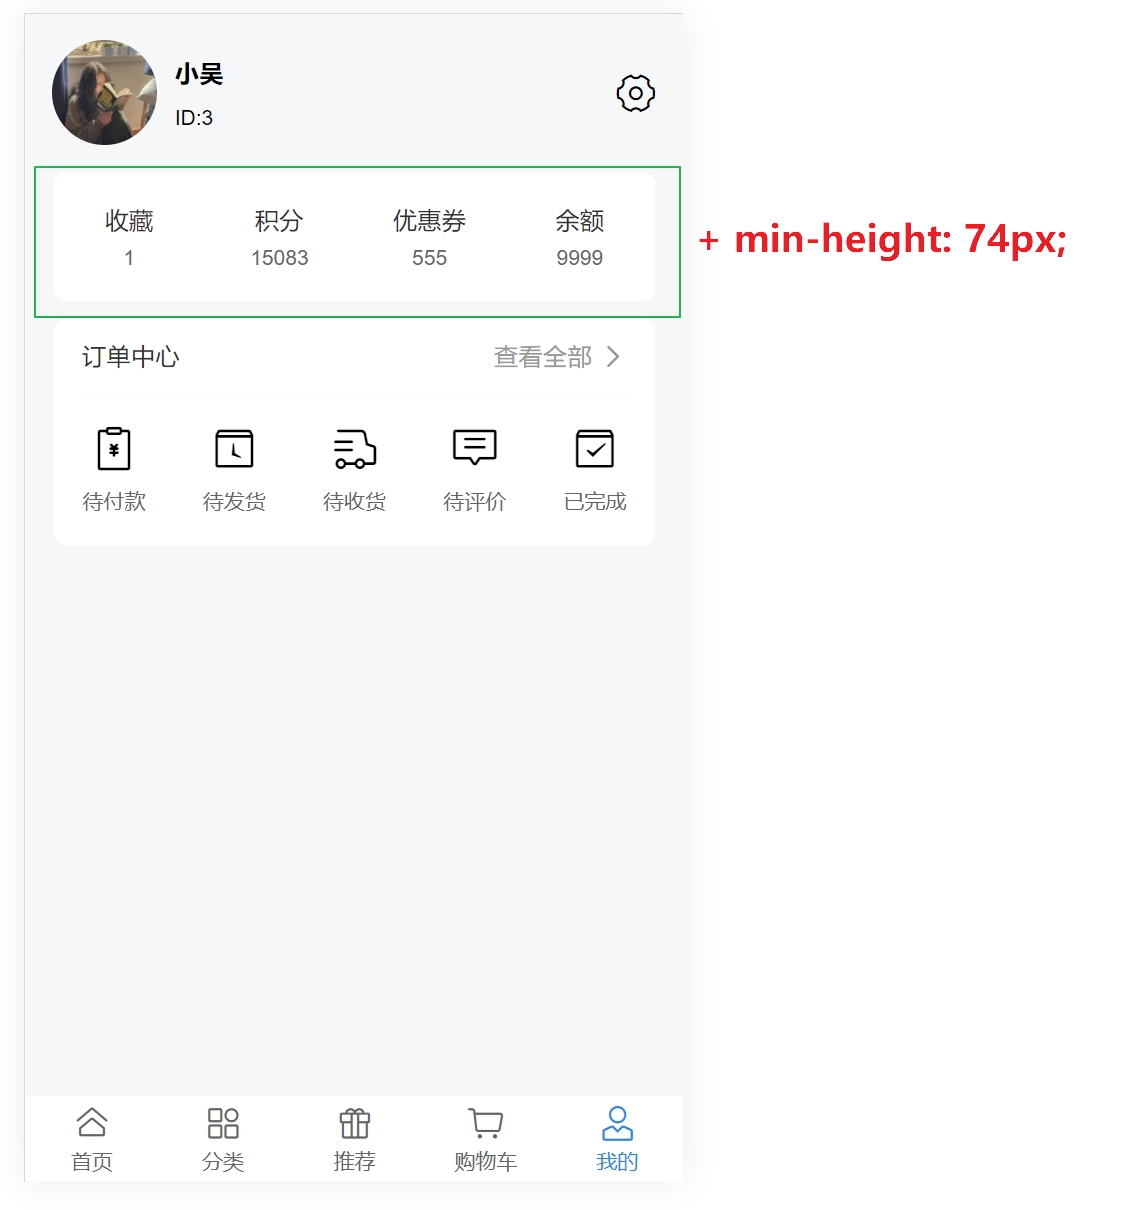 小吴
ID:3
收藏 积分 优惠券 余额
1 15083 555 9999
+ min-height: 74px;
订单中心 查看全部
待付款 待发货 待收货 待评价 已完成
首页 分类 推荐 购物车 我的